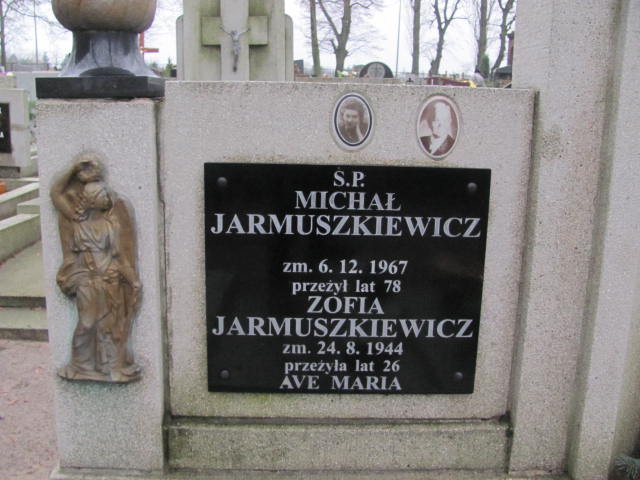 Ś.P.
MICHAŁ
JARMUSZKIEWICZ
zm. 6. 12. 1967
przeżył lat 78
ZOFIA
JARMUSZKIEWICZ
zm. 24. 8. 1944
przeżyła lat 26
AVE MARIA